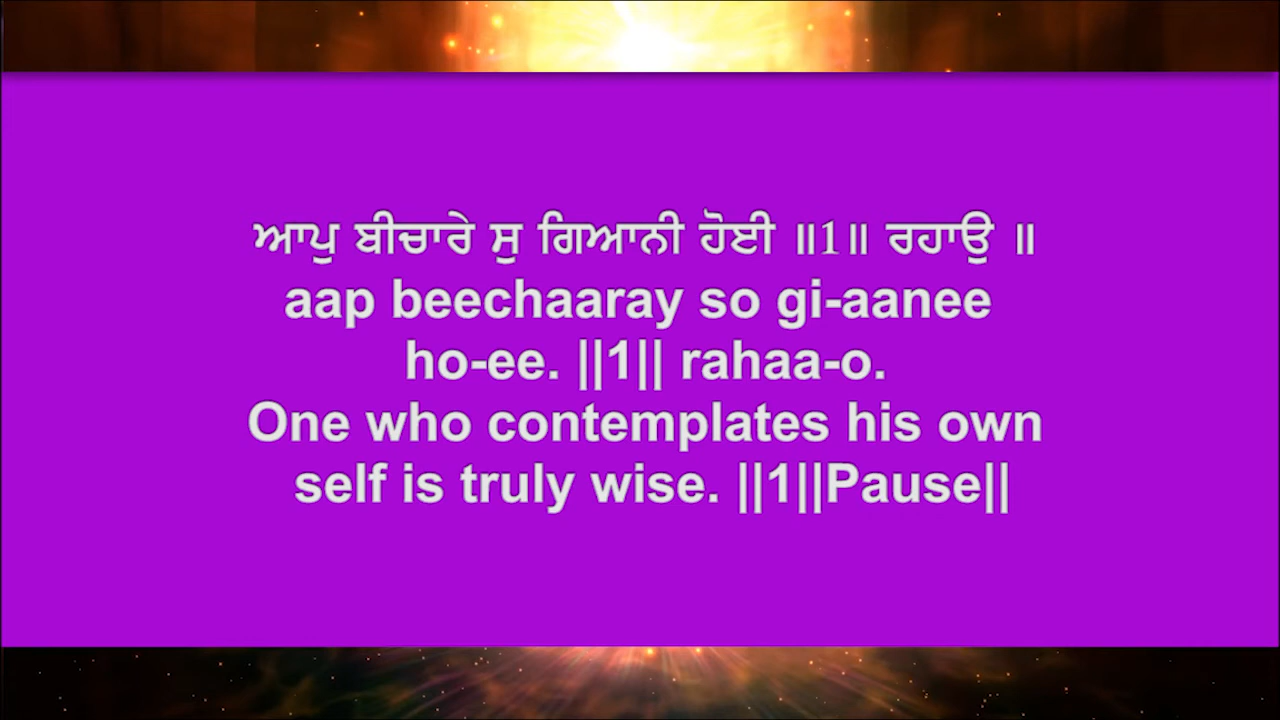 ਆਪੁ ਬੀਚਾਰੇ ਸੁ ਗਿਆਨੀ ਹੋਈ ॥1॥ ਰਹਾਉ ॥
aap beechaaray so gi-aanee
ho-ee. ||1|| rahaa-o.
One who contemplates his own
self is truly wise. ||1||Pause||